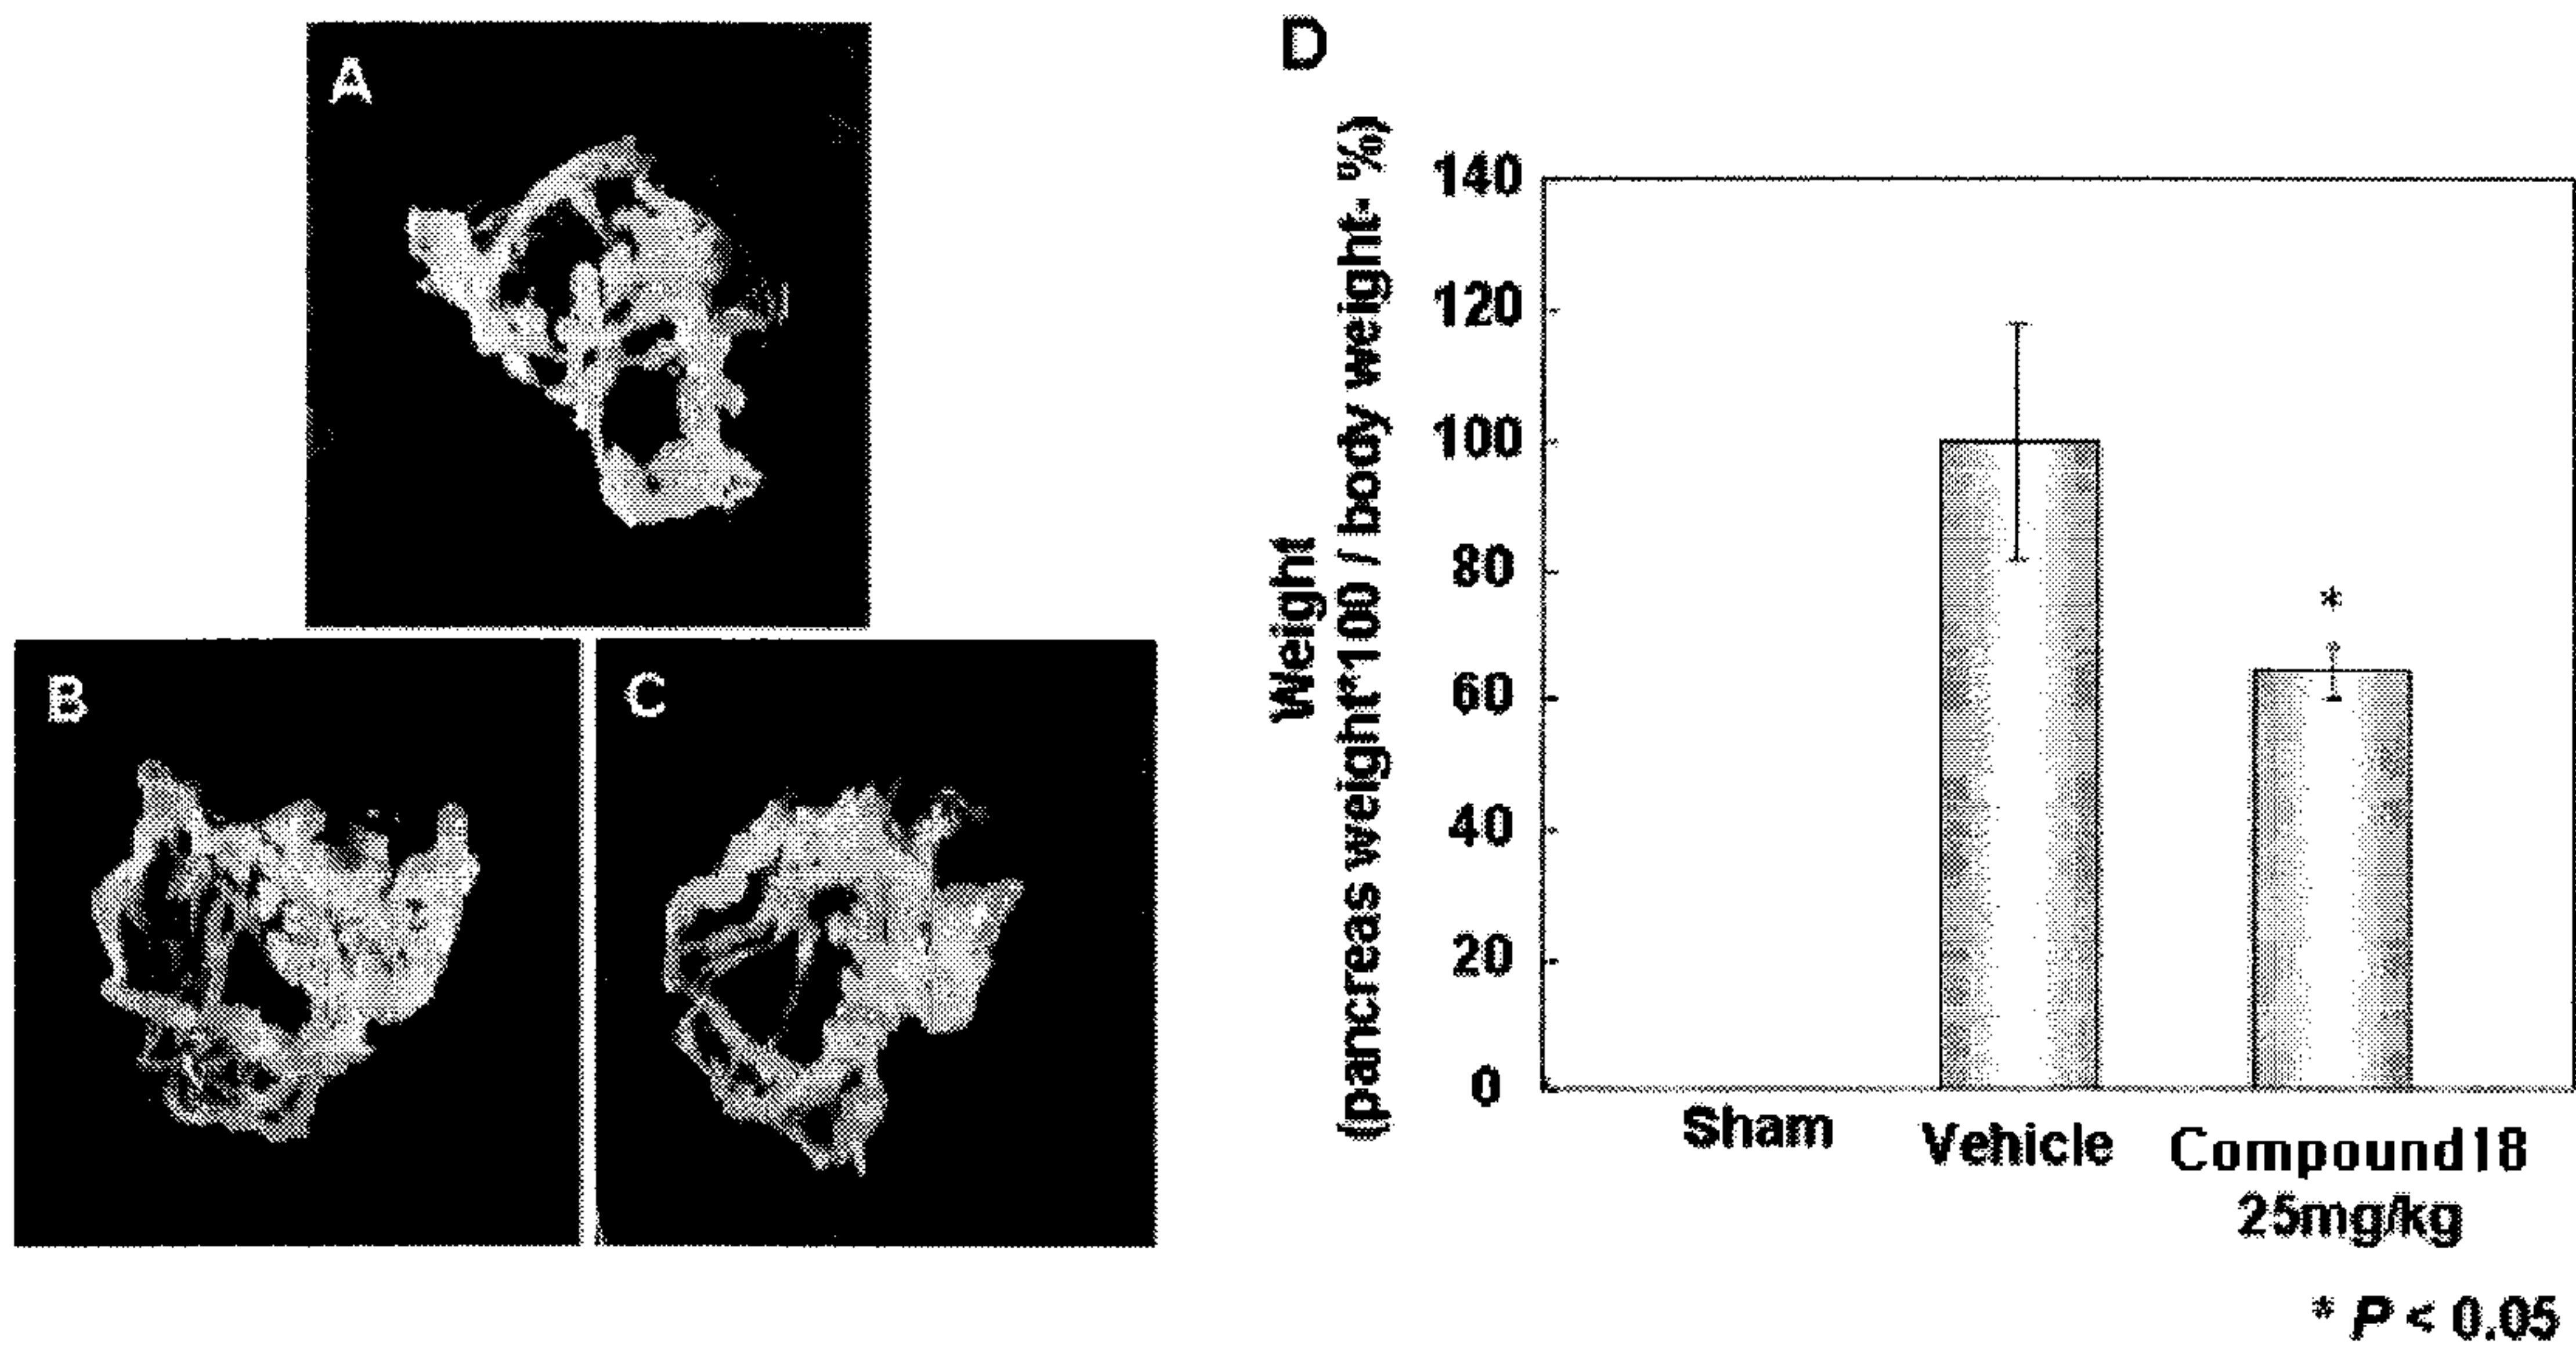 A
B
C
D
Weight
(pancreas weight*100 / body weight- %)
140
120
100
80
60
40
20
0
*
Sham
Vehicle
Compound18
25mg/kg
* P < 0.05